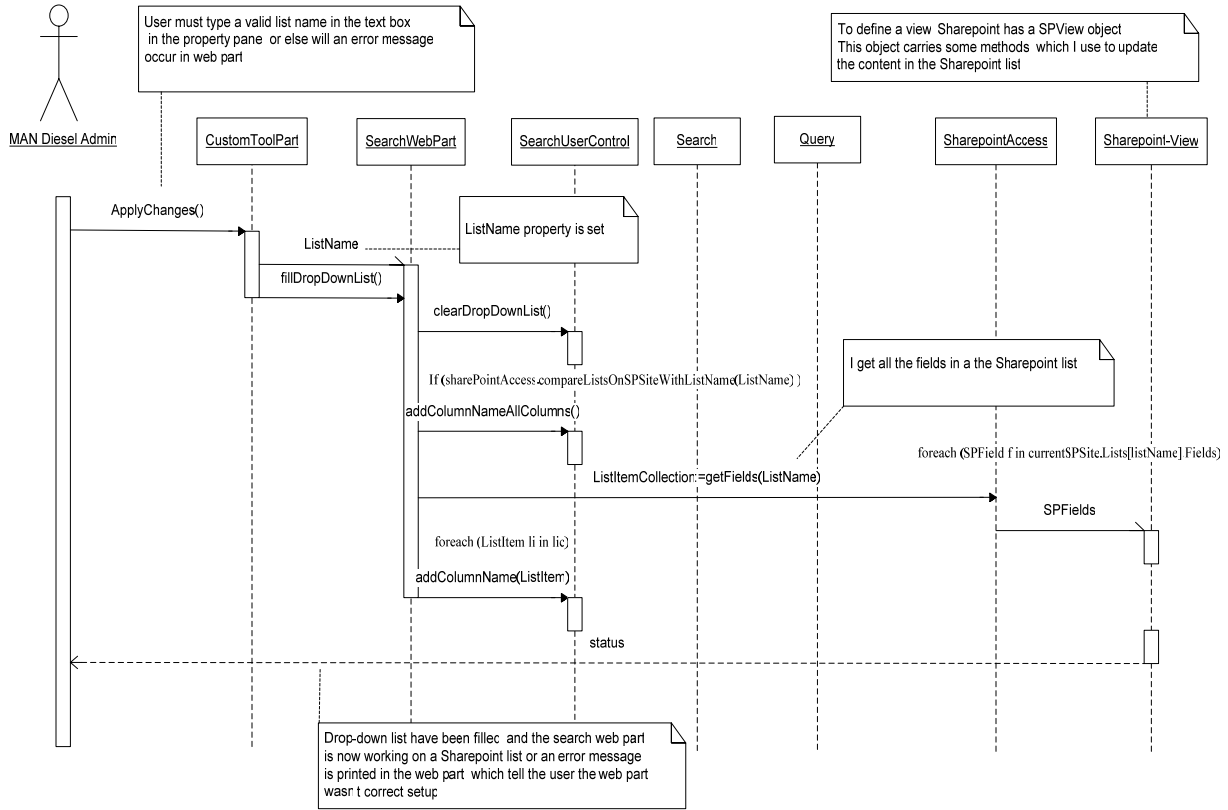 User must type a valid list name in the text box
in the property pane or else will an error message
occur in web part
To define a view Sharepoint has a SPView object
This object carries some methods which I use to update
the content in the Sharepoint list
MAN Diesel Admin
CustomToolPart
SearchWebPart
SearchUserControl
Search
Query
SharepointAccess
Sharepoint-View
ApplyChanges()
ListName property is set
ListName
fillDropDownList()
clearDropDownList()
I get all the fields in a the Sharepoint list
If (sharePointAccess.compareListsOnSPSiteWithListName(ListName) )
addColumnNameAllColumns()
foreach (SPField f in currentSPSite.Lists[listName].Fields)
ListItemCollection:=getFields(ListName)
SPFields
foreach (ListItem li in lic)
addColumnName(ListItem)
status
Drop-down list have been filled and the search web part
is now working on a Sharepoint list or an error message
is printed in the web part which tell the user the web part
wasn't correct setup